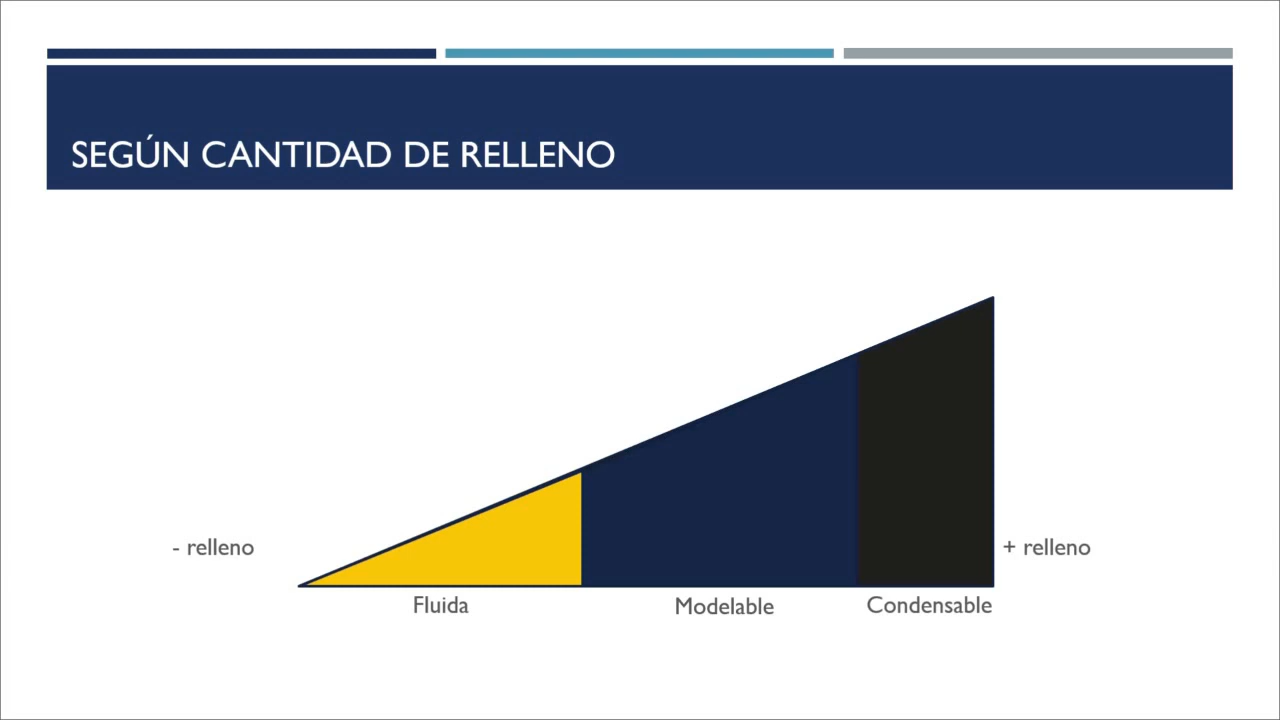 SEGÚN CANTIDAD DE RELLENO
- relleno
+ relleno
Fluida
Modelable
Condensable